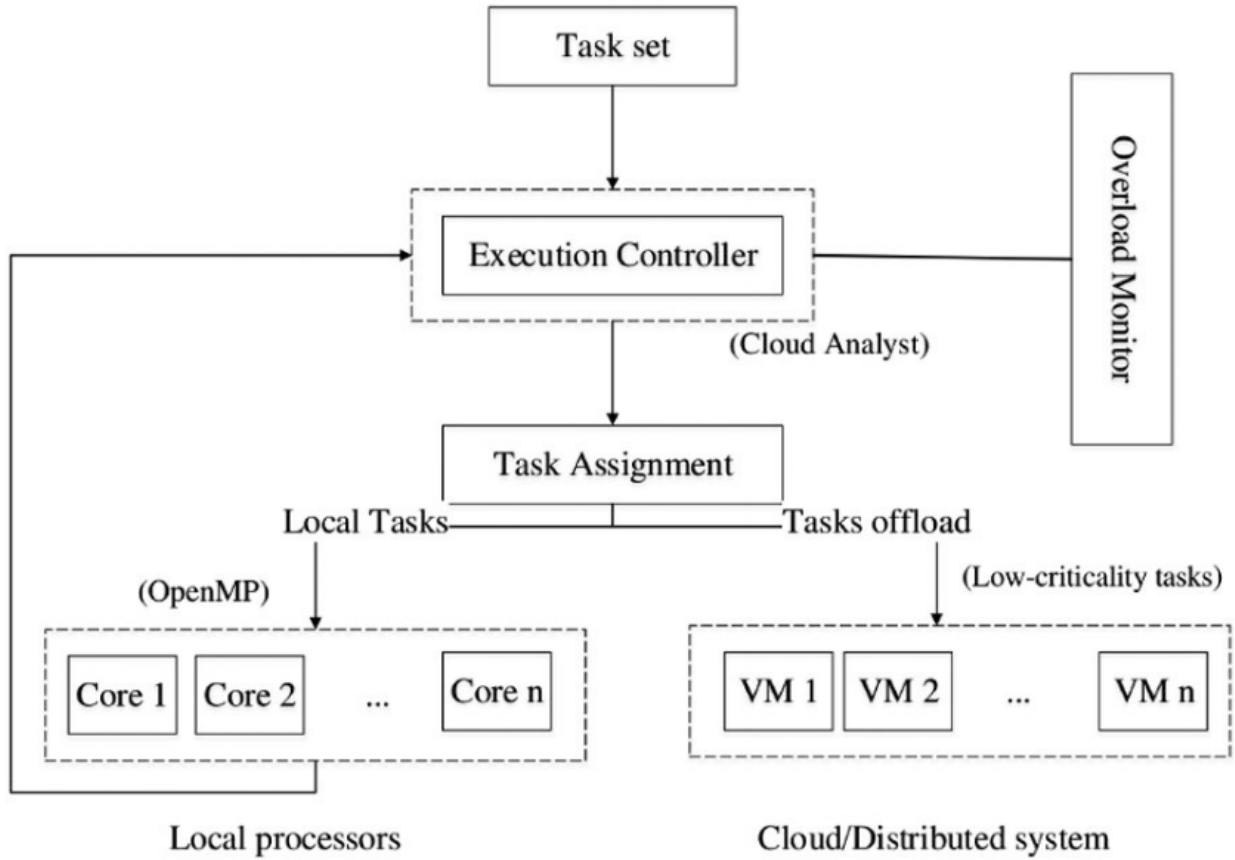 Task set
Overload Monitor
Execution Controller
(Cloud Analyst)
Task Assignment
Local Tasks
Tasks offload
(OpenMP)
(Low-criticality tasks)
Core 1
Core 2
...
Core n
VM 1
VM 2
...
VM n
Local processors
Cloud/Distributed system